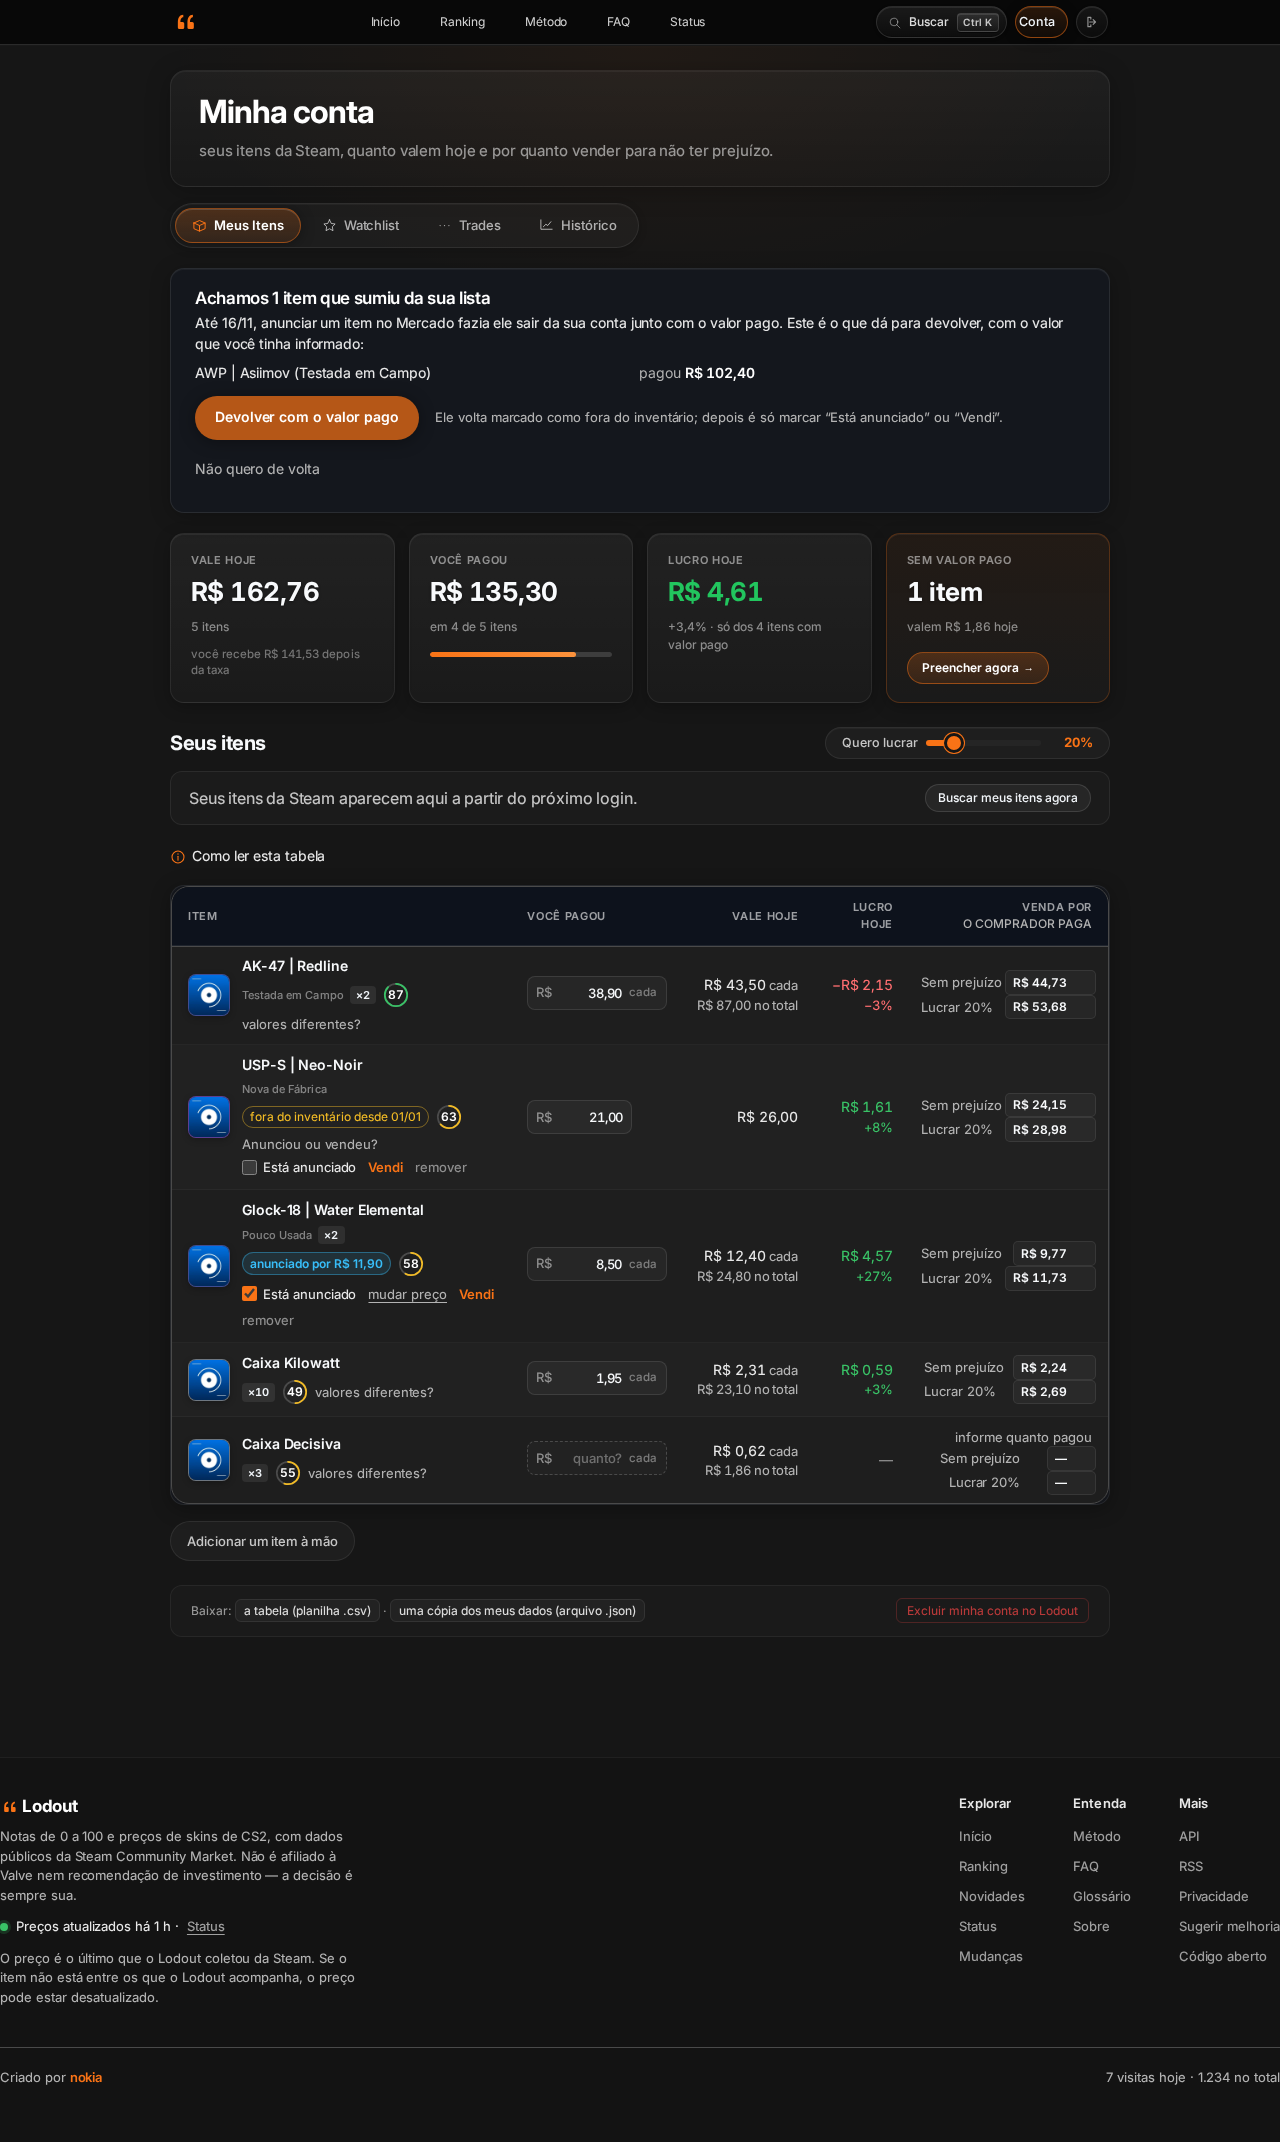 Início Ranking Método FAQ Status Buscar Ctrl K Conta
Minha conta
seus itens da Steam, quanto valem hoje e por quanto vender para não ter prejuízo.
Meus Itens Watchlist Trades Histórico
Achamos 1 item que sumiu da sua lista
Até 16/11, anunciar um item no Mercado fazia ele sair da sua conta junto com o valor pago. Este é o que dá para devolver, com o valor
que você tinha informado:
AWP | Asiimov (Testada em Campo) pagou R$ 102,40
Devolver com o valor pago Ele volta marcado como fora do inventário; depois é só marcar “Está anunciado” ou “Vendi”.
Não quero de volta
VALE HOJE
R$ 162,76
5 itens
você recebe R$ 141,53 depois
da taxa
VOCÊ PAGOU
R$ 135,30
em 4 de 5 itens
LUCRO HOJE
R$ 4,61
+3,4% · só dos 4 itens com
valor pago
SEM VALOR PAGO
1 item
valem R$ 1,86 hoje
Preencher agora →
Seus itens Quero lucrar 20%
Seus itens da Steam aparecem aqui a partir do próximo login. Buscar meus itens agora
Como ler esta tabela
ITEM VOCÊ PAGOU VALE HOJE LUCRO HOJE VENDA POR O COMPRADOR PAGA
AK-47 | Redline
Testada em Campo ×2 87
valores diferentes?
R$ 38,90 cada
R$ 43,50 cada
R$ 87,00 no total
−R$ 2,15
−3%
Sem prejuízo R$ 44,73
Lucrar 20% R$ 53,68
USP-S | Neo-Noir
Nova de Fábrica
fora do inventário desde 01/01 63
Anunciou ou vendeu?
Está anunciado Vendi remover
R$ 21,00
R$ 26,00
R$ 1,61
+8%
Sem prejuízo R$ 24,15
Lucrar 20% R$ 28,98
Glock-18 | Water Elemental
Pouco Usada ×2
anunciado por R$ 11,90 58
Está anunciado mudar preço Vendi
remover
R$ 8,50 cada
R$ 12,40 cada
R$ 24,80 no total
R$ 4,57
+27%
Sem prejuízo R$ 9,77
Lucrar 20% R$ 11,73
Caixa Kilowatt
×10 49 valores diferentes?
R$ 1,95 cada
R$ 2,31 cada
R$ 23,10 no total
R$ 0,59
+3%
Sem prejuízo R$ 2,24
Lucrar 20% R$ 2,69
Caixa Decisiva
×3 55 valores diferentes?
R$ quanto? cada
R$ 0,62 cada
R$ 1,86 no total
—
informe quanto pagou
Sem prejuízo —
Lucrar 20% —
Adicionar um item à mão
Baixar: a tabela (planilha .csv) · uma cópia dos meus dados (arquivo .json) Excluir minha conta no Lodout
Lodout
Notas de 0 a 100 e preços de skins de CS2, com dados
públicos da Steam Community Market. Não é afiliado à
Valve nem recomendação de investimento — a decisão é
sempre sua.
Preços atualizados há 1 h · Status
O preço é o último que o Lodout coletou da Steam. Se o
item não está entre os que o Lodout acompanha, o preço
pode estar desatualizado.
Explorar
Início
Ranking
Novidades
Status
Mudanças
Entenda
Método
FAQ
Glossário
Sobre
Mais
API
RSS
Privacidade
Sugerir melhoria
Código aberto
Criado por nokia 7 visitas hoje · 1.234 no total